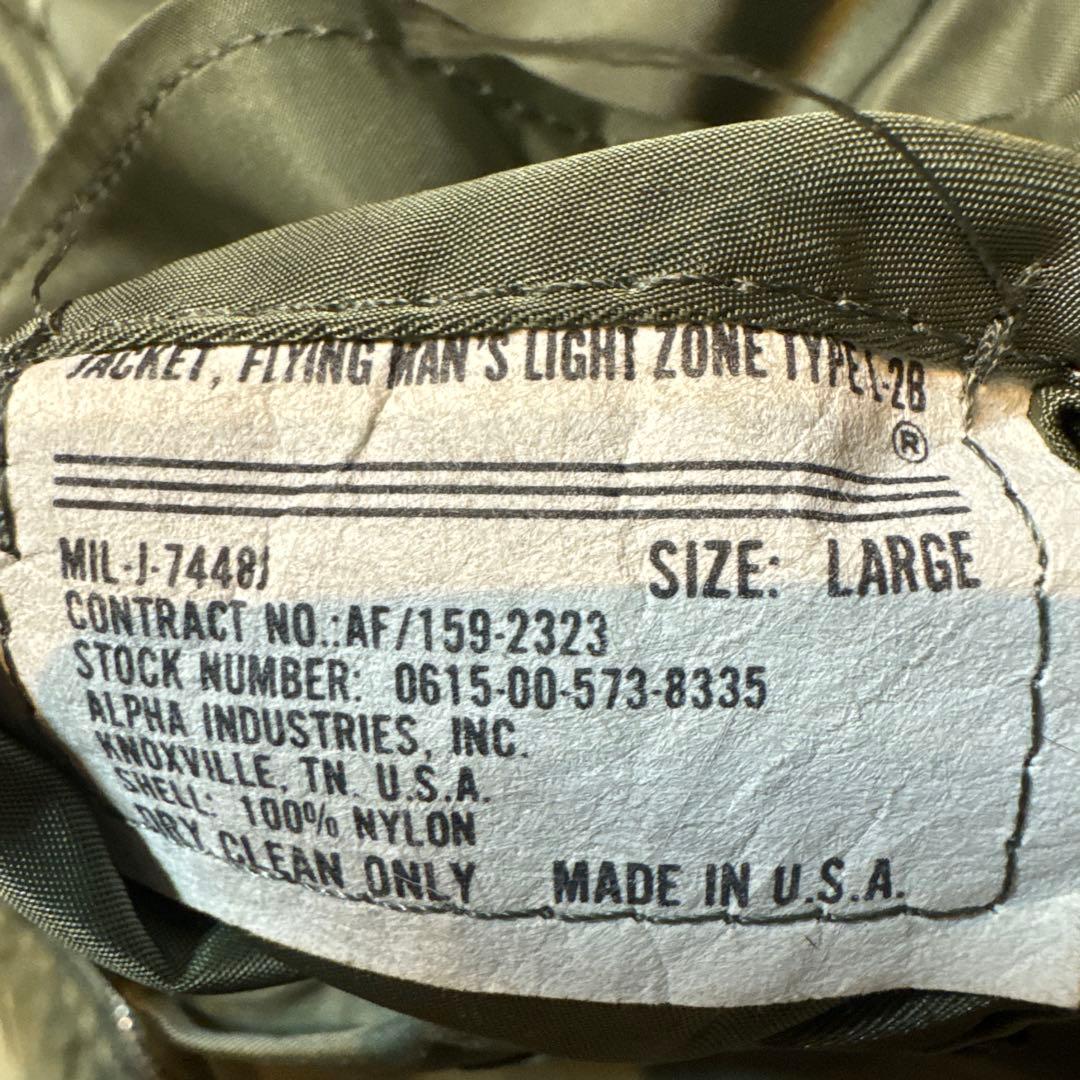 JACKET, FLYING MAN'S LIGHT ZONE TYPE L-2B
®
MIL-J-7448J
SIZE: LARGE
CONTRACT NO.:AF/159-2323
STOCK NUMBER: 0615-00-573-8335
ALPHA INDUSTRIES, INC.
KNOXVILLE, TN. U.S.A.
SHELL: 100% NYLON
DRY CLEAN ONLY
MADE IN U.S.A.